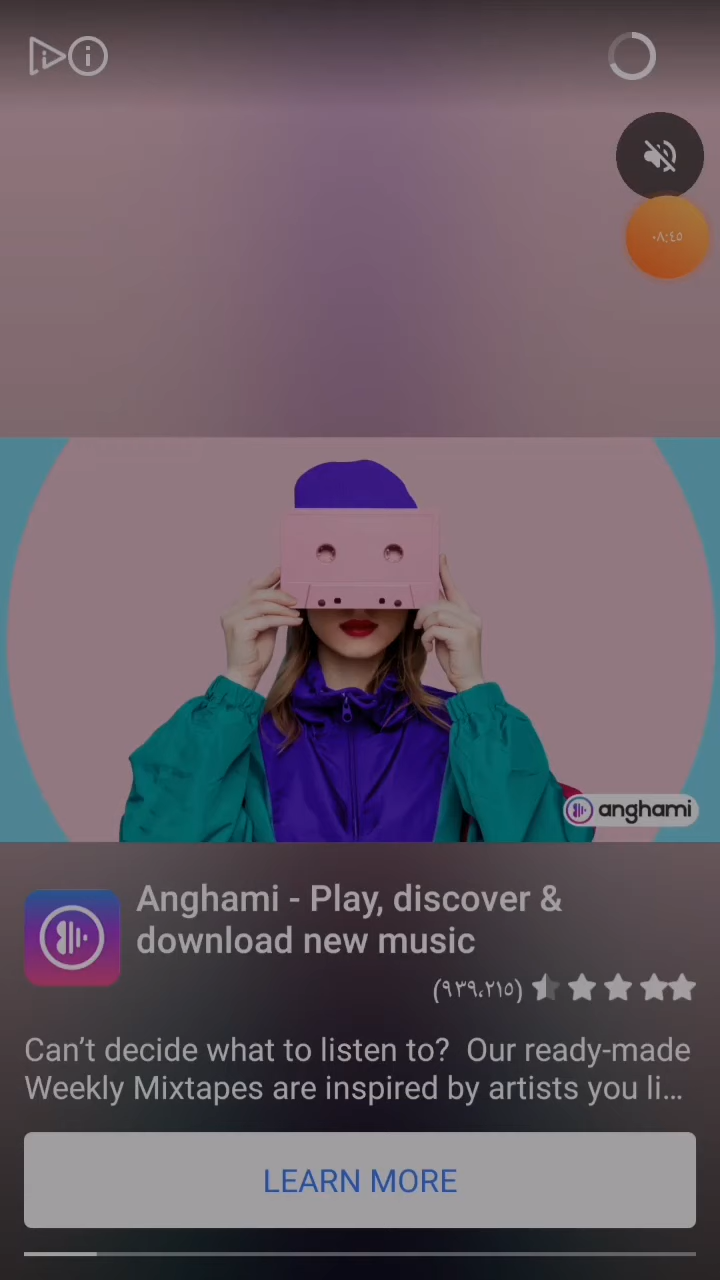 ٠٨:٤٥
anghami
Anghami - Play, discover &
download new music
(٩٣٩،٢١٥)
Can’t decide what to listen to?  Our ready-made
Weekly Mixtapes are inspired by artists you li…
LEARN MORE